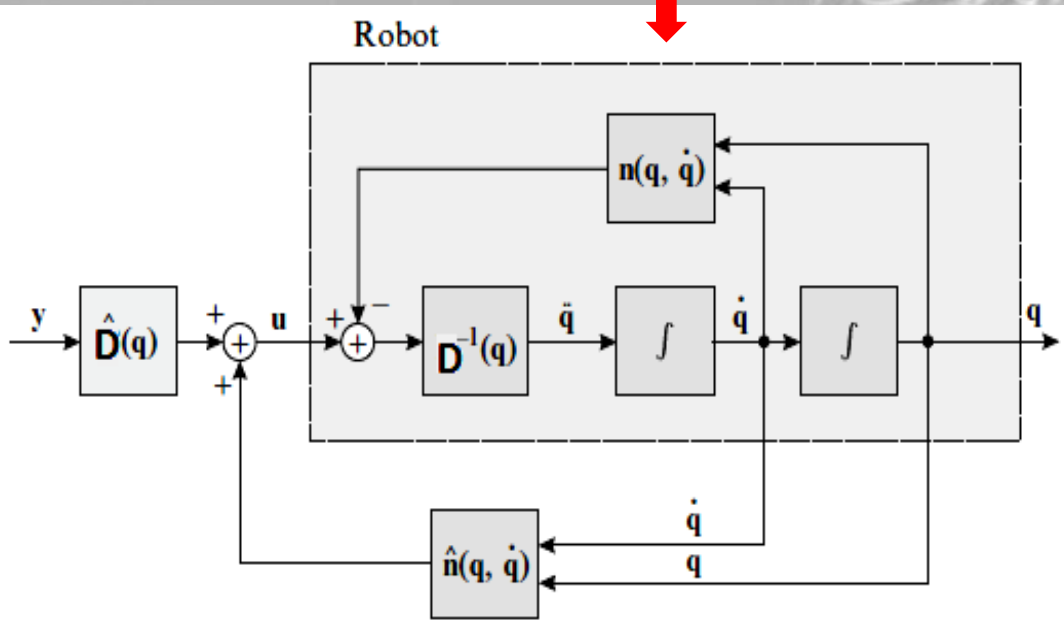 Robot
n(q, q̇)
y
D̂(q)
+
+
+
u
+
−
+
D⁻¹(q)
q̈
∫
q̇
∫
q
n̂(q, q̇)
q̇
q